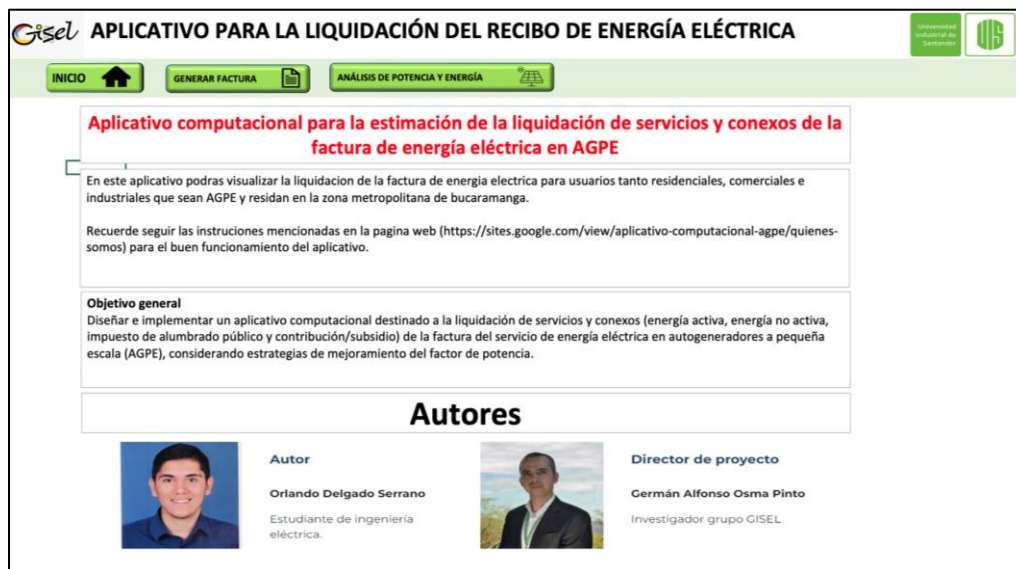 Gisel APLICATIVO PARA LA LIQUIDACIÓN DEL RECIBO DE ENERGÍA ELÉCTRICA
Universidad
Industrial de
Santander
UIS
INICIO
GENERAR FACTURA
ANÁLISIS DE POTENCIA Y ENERGÍA
Aplicativo computacional para la estimación de la liquidación de servicios y conexos de la
factura de energía eléctrica en AGPE
En este aplicativo podras visualizar la liquidacion de la factura de energia electrica para usuarios tanto residenciales, comerciales e
industriales que sean AGPE y residan en la zona metropolitana de bucaramanga.
Recuerde seguir las instruciones mencionadas en la pagina web (https://sites.google.com/view/aplicativo-computacional-agpe/quienes-
somos) para el buen funcionamiento del aplicativo.
Objetivo general
Diseñar e implementar un aplicativo computacional destinado a la liquidación de servicios y conexos (energía activa, energía no activa,
impuesto de alumbrado público y contribución/subsidio) de la factura del servicio de energía eléctrica en autogeneradores a pequeña
escala (AGPE), considerando estrategias de mejoramiento del factor de potencia.
Autores
Autor
Orlando Delgado Serrano
Estudiante de ingeniería
eléctrica.
Director de proyecto
Germán Alfonso Osma Pinto
Investigador grupo GISEL